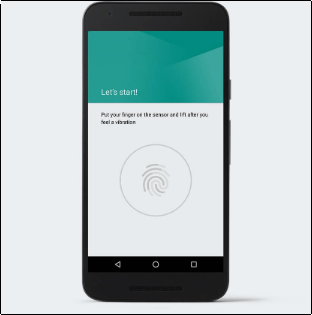 Let's start!
Put your finger on the sensor and lift after you
feel a vibration